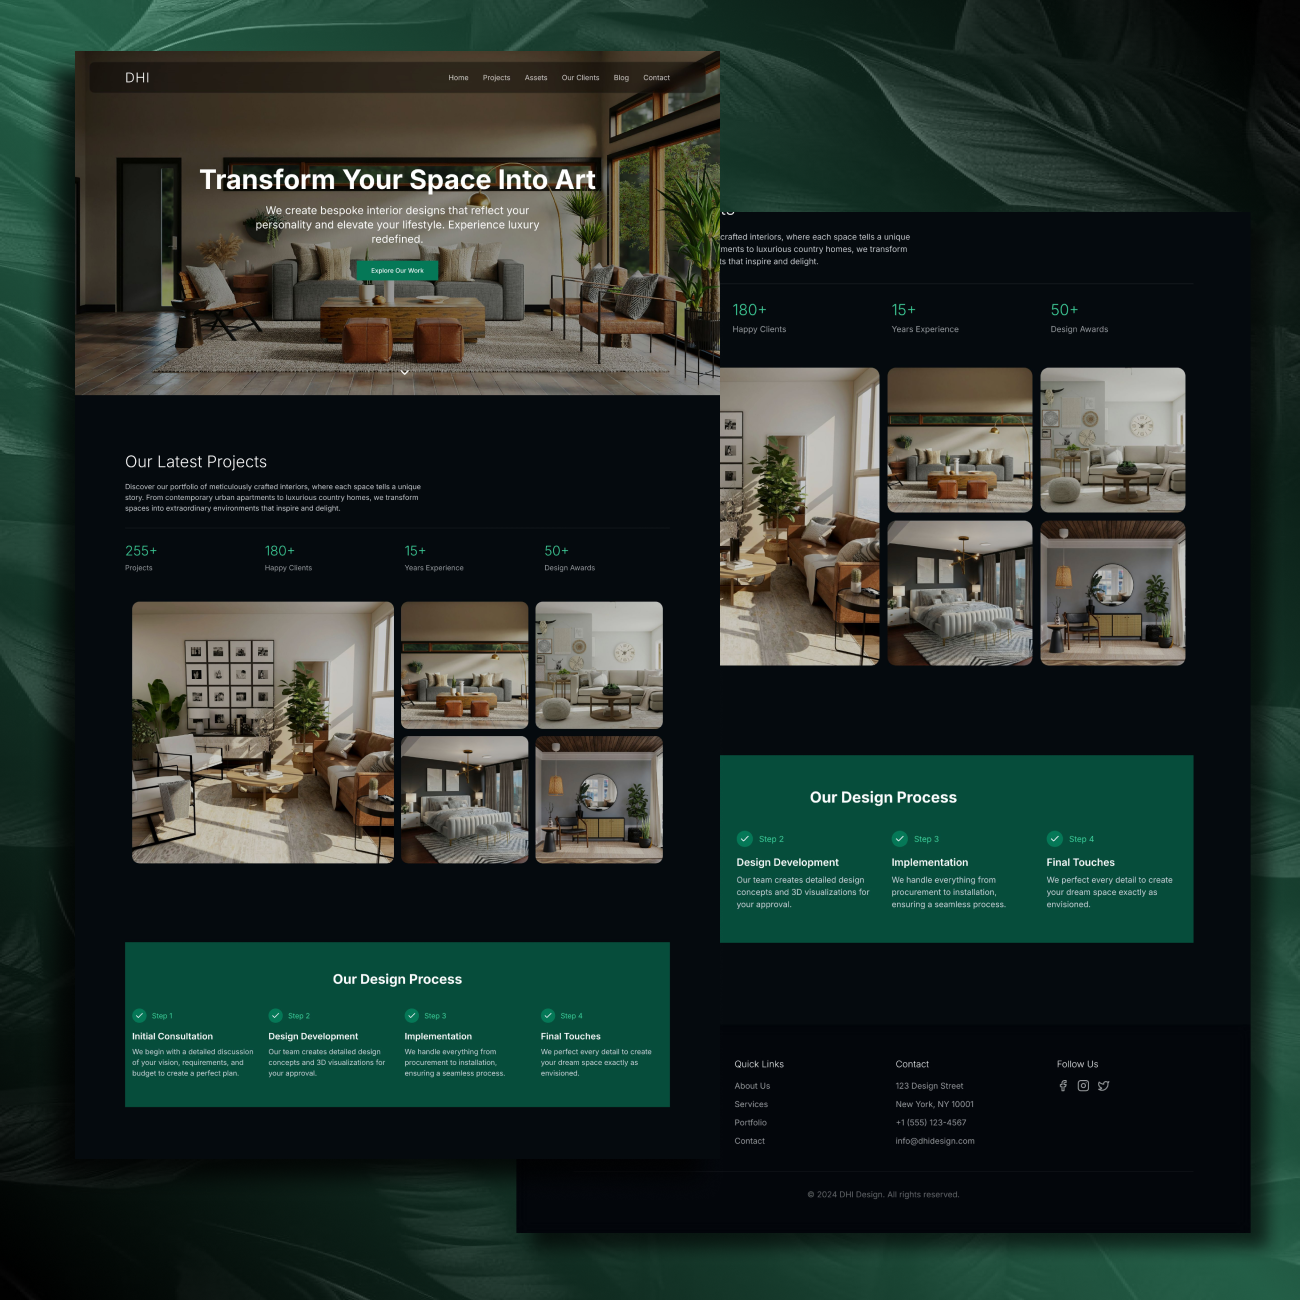 DHI
Home Projects Assets Our Clients Blog Contact
Transform Your Space Into Art
We create bespoke interior designs that reflect your
personality and elevate your lifestyle. Experience luxury
redefined.
Explore Our Work
Our Latest Projects
Discover our portfolio of meticulously crafted interiors, where each space tells a unique
story. From contemporary urban apartments to luxurious country homes, we transform
spaces into extraordinary environments that inspire and delight.
255+ 180+ 15+ 50+
Projects Happy Clients Years Experience Design Awards
Our Design Process
Step 1 Step 2 Step 3 Step 4
Initial Consultation Design Development Implementation Final Touches
We begin with a detailed discussion Our team creates detailed design We handle everything from We perfect every detail to create
of your vision, requirements, and concepts and 3D visualizations for procurement to installation, your dream space exactly as
budget to create a perfect plan. your approval. ensuring a seamless process. envisioned.
crafted interiors, where each space tells a unique
ments to luxurious country homes, we transform
ts that inspire and delight.
180+ 15+ 50+
Happy Clients Years Experience Design Awards
Our Design Process
Step 2 Step 3 Step 4
Design Development Implementation Final Touches
Our team creates detailed design We handle everything from We perfect every detail to create
concepts and 3D visualizations for procurement to installation, your dream space exactly as
your approval. ensuring a seamless process. envisioned.
Quick Links Contact Follow Us
About Us 123 Design Street
Services New York, NY 10001
Portfolio +1 (555) 123-4567
Contact info@dhidesign.com
© 2024 DHI Design. All rights reserved.